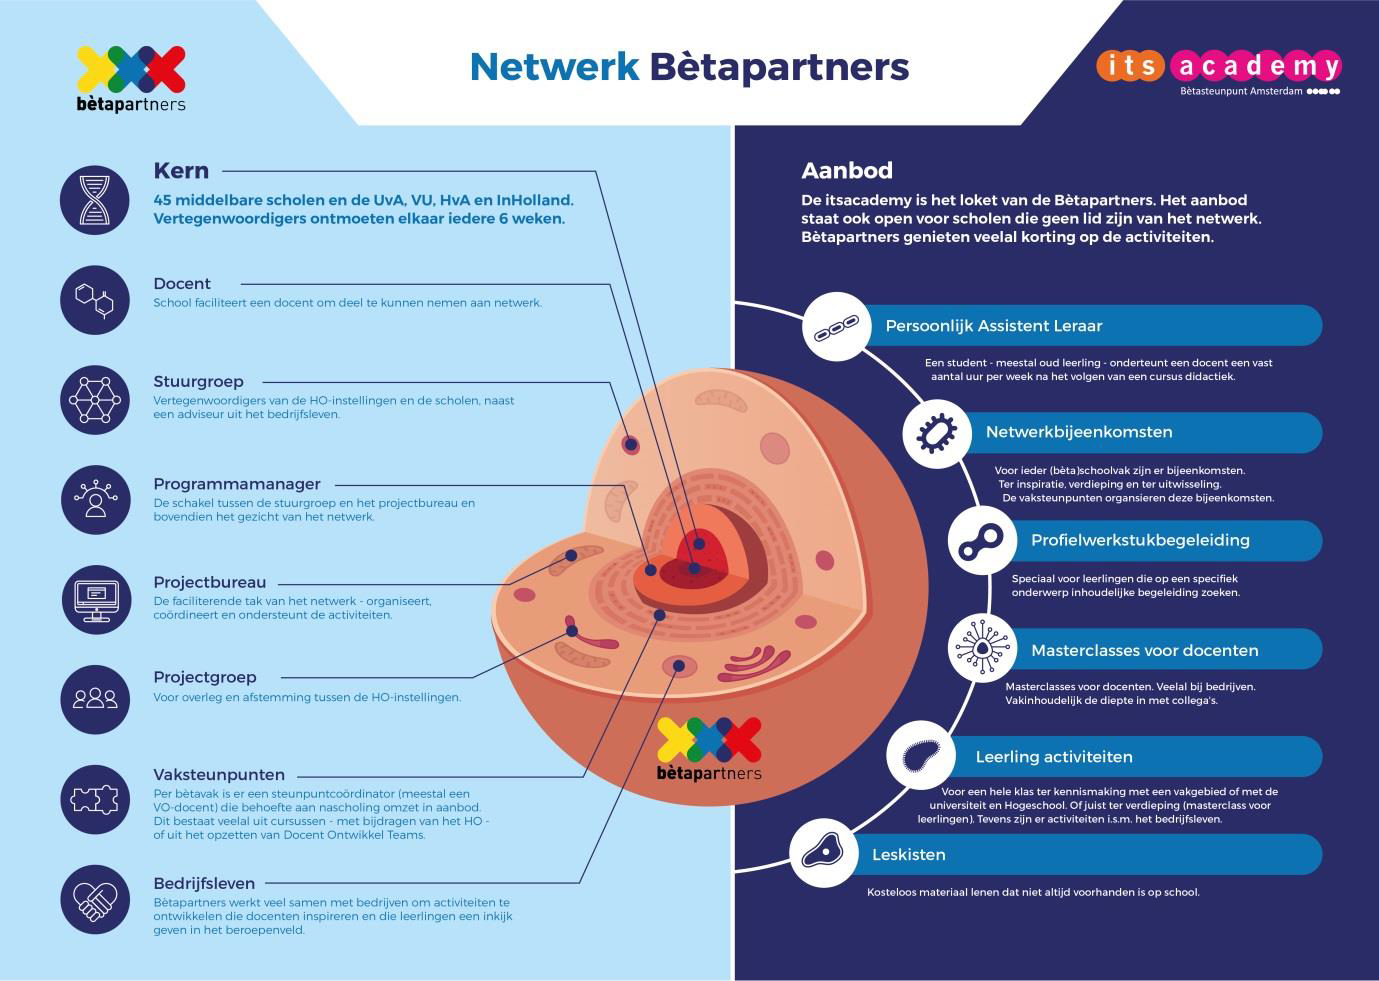 Netwerk Bètapartners
bètapartners
its academy
Bètasteunpunt Amsterdam
Kern
45 middelbare scholen en de UvA, VU, HvA en InHolland.
Vertegenwoordigers ontmoeten elkaar iedere 6 weken.
Docent
School faciliteert een docent om deel te kunnen nemen aan netwerk.
Stuurgroep
Vertegenwoordigers van de HO-instellingen en de scholen, naast
een adviseur uit het bedrijfsleven.
Programmamanager
De schakel tussen de stuurgroep en het projectbureau en
bovendien het gezicht van het netwerk.
Projectbureau
De faciliterende tak van het netwerk - organiseert,
coördineert en ondersteunt de activiteiten.
Projectgroep
Voor overleg en afstemming tussen de HO-instellingen.
Vaksteunpunten
Per bètavak is er een steunpuntcoördinator (meestal een
VO-docent) die behoefte aan nascholing omzet in aanbod.
Dit bestaat veelal uit cursussen - met bijdragen van het HO -
of uit het opzetten van Docent Ontwikkel Teams.
Bedrijfsleven
Bètapartners werkt veel samen met bedrijven om activiteiten te
ontwikkelen die docenten inspireren en die leerlingen een inkijk
geven in het beroepenveld.
bètapartners
Aanbod
De itsacademy is het loket van de Bètapartners. Het aanbod
staat ook open voor scholen die geen lid zijn van het netwerk.
Bètapartners genieten veelal korting op de activiteiten.
Persoonlijk Assistent Leraar
Een student - meestal oud leerling - onderteunt een docent een vast
aantal uur per week na het volgen van een cursus didactiek.
Netwerkbijeenkomsten
Voor ieder (bèta)schoolvak zijn er bijeenkomsten.
Ter inspiratie, verdieping en ter uitwisseling.
De vaksteunpunten organsieren deze bijeenkomsten.
Profielwerkstukbegeleiding
Speciaal voor leerlingen die op een specifiek
onderwerp inhoudelijke begeleiding zoeken.
Masterclasses voor docenten
Masterclasses voor docenten. Veelal bij bedrijven.
Vakinhoudelijk de diepte in met collega's.
Leerling activiteiten
Voor een hele klas ter kennismaking met een vakgebied of met de
universiteit en Hogeschool. Of juist ter verdieping (masterclass voor
leerlingen). Tevens zijn er activiteiten i.s.m. het bedrijfsleven.
Leskisten
Kosteloos materiaal lenen dat niet altijd voorhanden is op school.